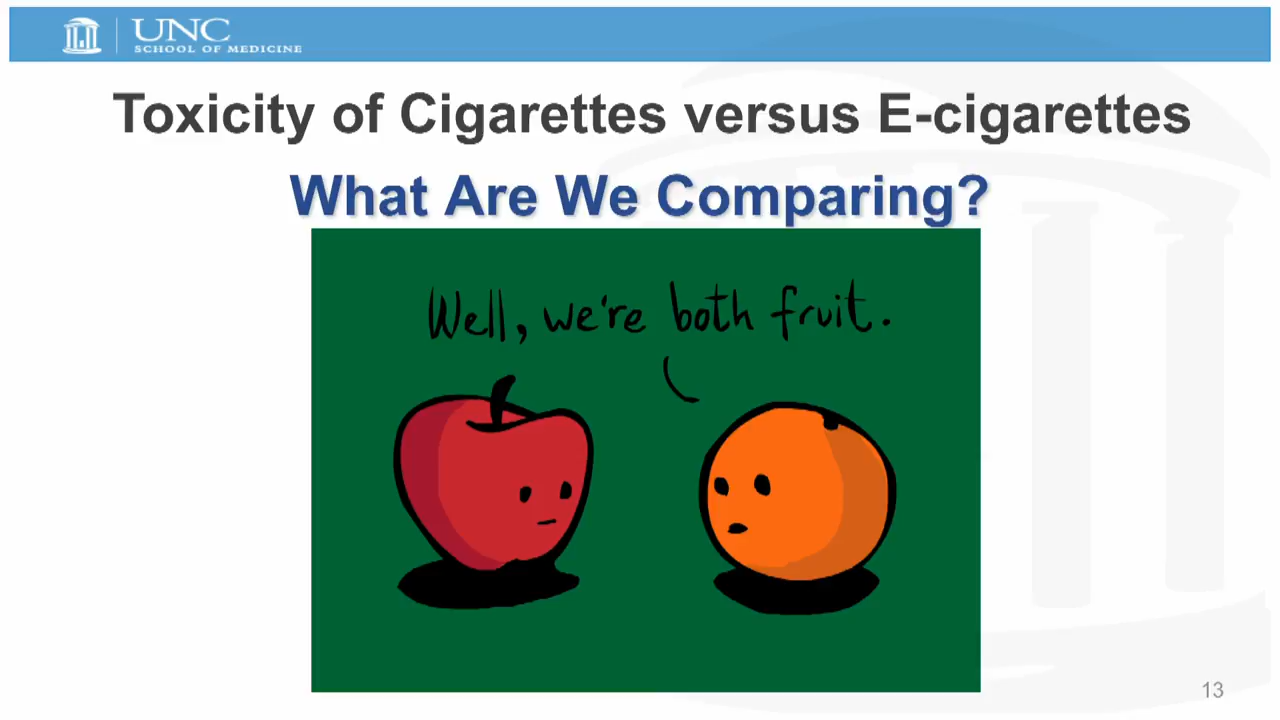 UNC
SCHOOL OF MEDICINE
Toxicity of Cigarettes versus E-cigarettes
What Are We Comparing?
Well, we're both fruit.
13